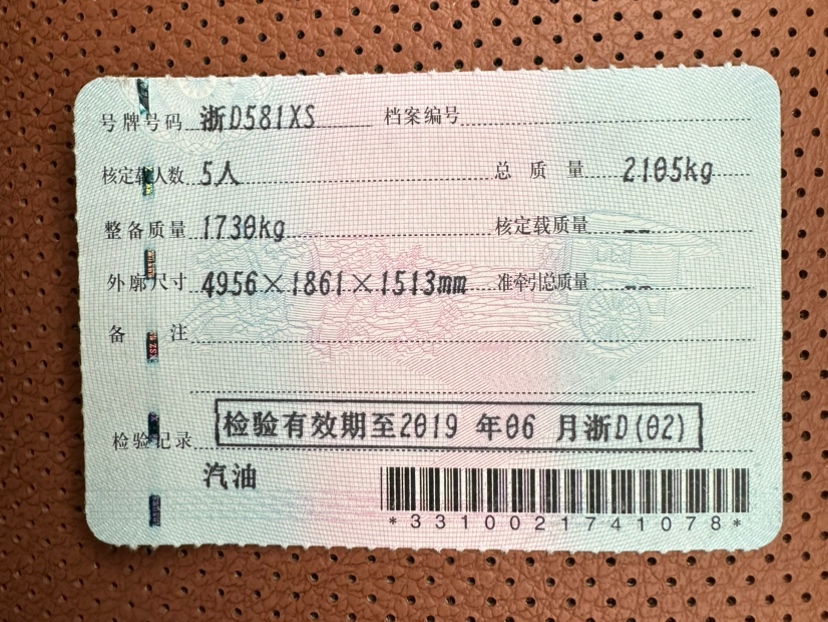 号牌号码 浙D581XS 档案编号
核定载人数 5人 总质量 2105kg
整备质量 1730kg 核定载质量 --
外廓尺寸 4956×1861×1513mm 准牵引总质量 --
备注
检验记录 检验有效期至2019 年06 月浙D(02)
汽油
*3310021741078*